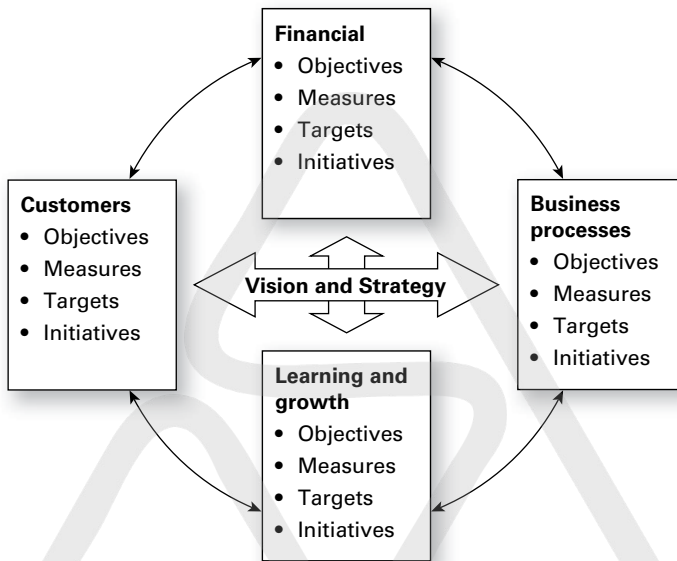 Financial
• Objectives
• Measures
• Targets
• Initiatives
Customers
• Objectives
• Measures
• Targets
• Initiatives
Vision and Strategy
Business
processes
• Objectives
• Measures
• Targets
• Initiatives
Learning and
growth
• Objectives
• Measures
• Targets
• Initiatives